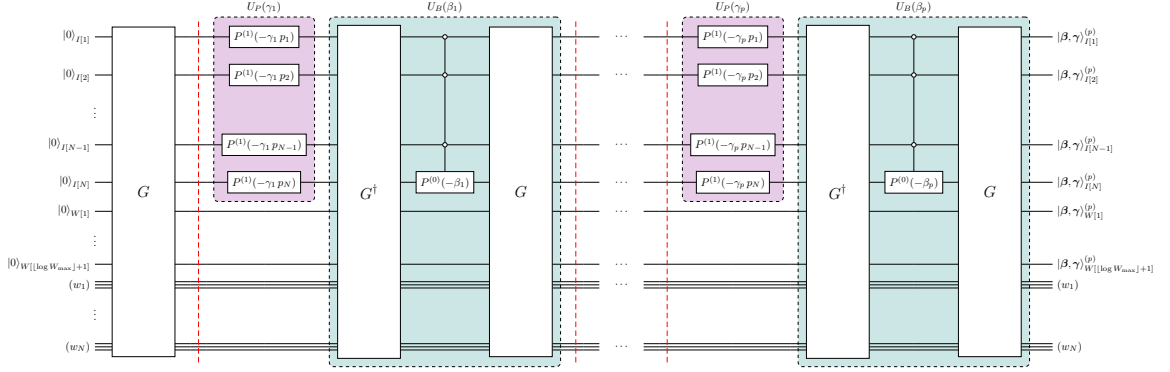 U_P(γ_1) U_B(β_1) U_P(γ_p) U_B(β_p)
|0⟩_{I[1]} P^{(1)}(−γ_1 p_1) ··· P^{(1)}(−γ_p p_1) |β, γ⟩^{(p)}_{I[1]}
|0⟩_{I[2]} P^{(1)}(−γ_1 p_2) ··· P^{(1)}(−γ_p p_2) |β, γ⟩^{(p)}_{I[2]}
⋮ ⋮
|0⟩_{I[N−1]} P^{(1)}(−γ_1 p_{N−1}) ··· P^{(1)}(−γ_p p_{N−1}) |β, γ⟩^{(p)}_{I[N−1]}
|0⟩_{I[N]} G P^{(1)}(−γ_1 p_N) G† P^{(0)}(−β_1) G ··· P^{(1)}(−γ_p p_N) G† P^{(0)}(−β_p) G |β, γ⟩^{(p)}_{I[N]}
|0⟩_{W[1]} ··· |β, γ⟩^{(p)}_{W[1]}
⋮ ⋮
|0⟩_{W[⌊log W_max⌋+1]} ··· |β, γ⟩^{(p)}_{W[⌊log W_max⌋+1]}
(w_1) ··· (w_1)
⋮ ⋮
(w_N) ··· (w_N)